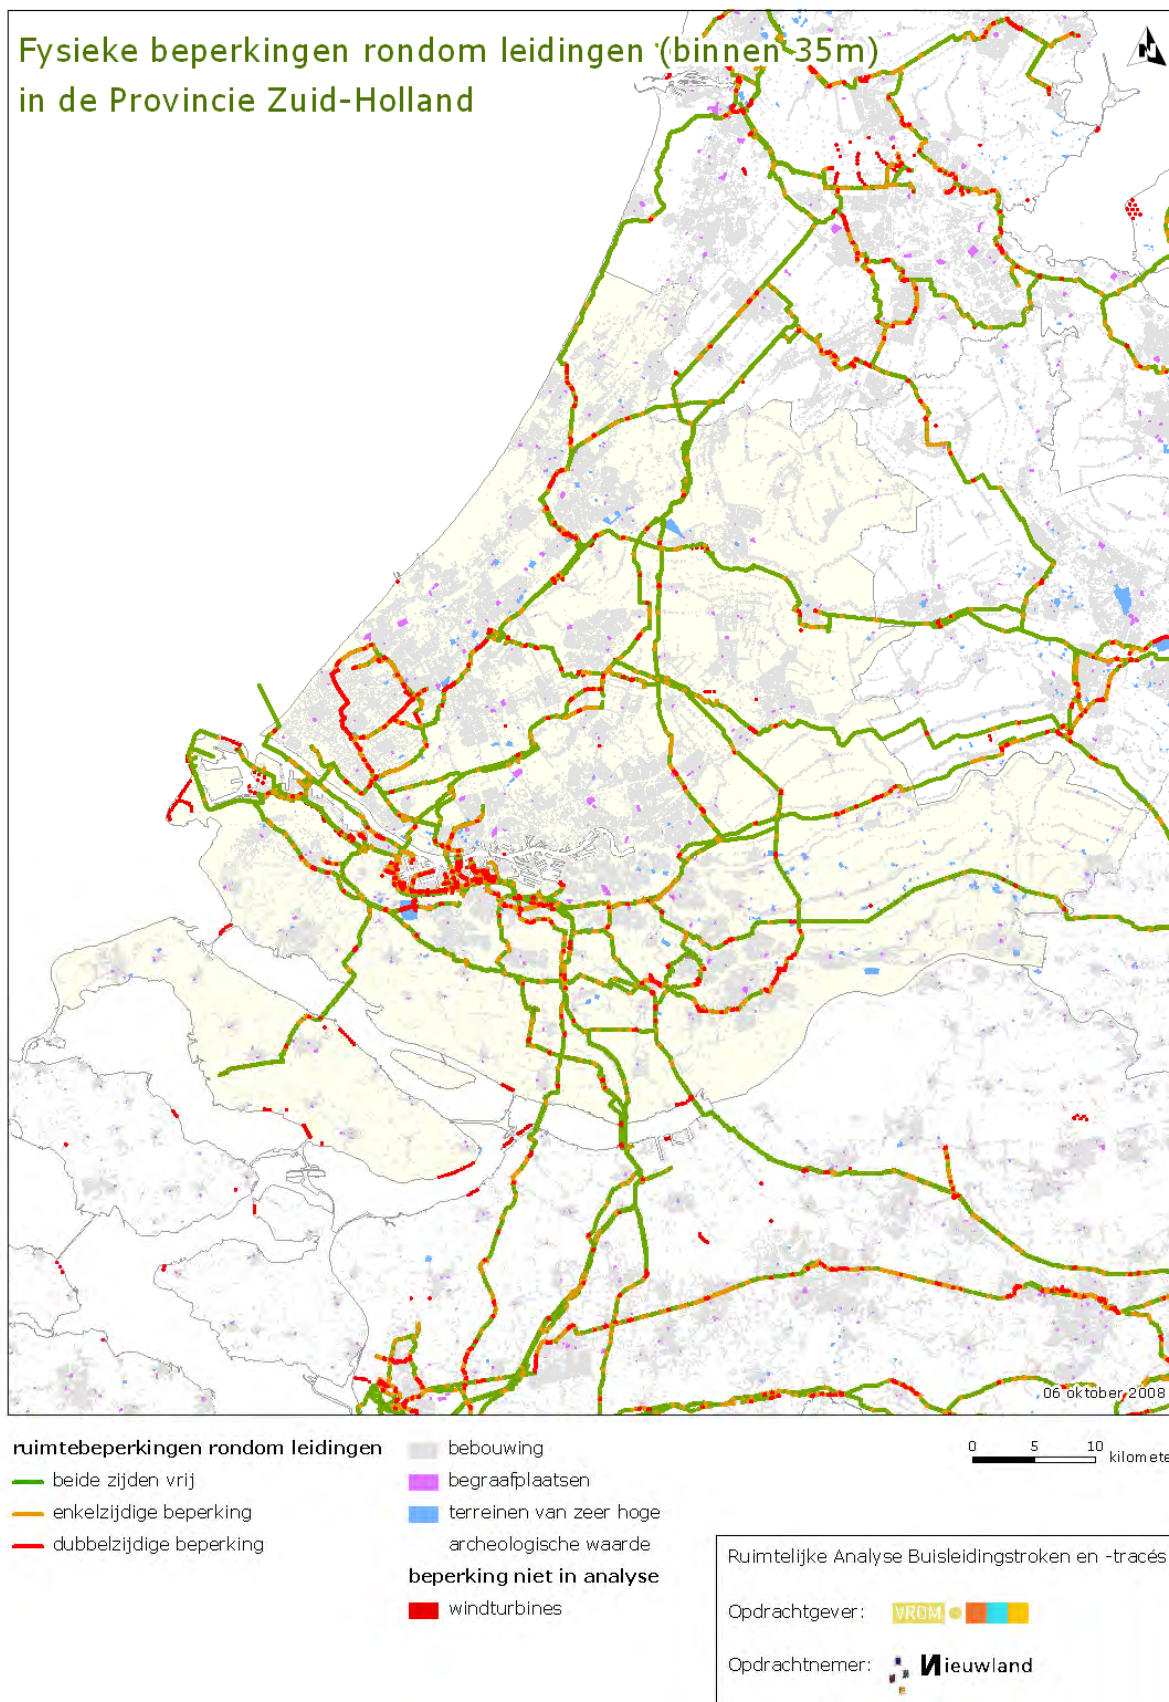 Fysieke beperkingen rondom leidingen (binnen 35m)
in de Provincie Zuid-Holland
N
06 oktober 2008
ruimtebeperkingen rondom leidingen
beide zijden vrij
enkelzijdige beperking
dubbelzijdige beperking
bebouwing
begraafplaatsen
terreinen van zeer hoge
archeologische waarde
beperking niet in analyse
windturbines
0 5 10 kilomete
Ruimtelijke Analyse Buisleidingstroken en -tracés
Opdrachtgever: VROM
Opdrachtnemer: Nieuwland